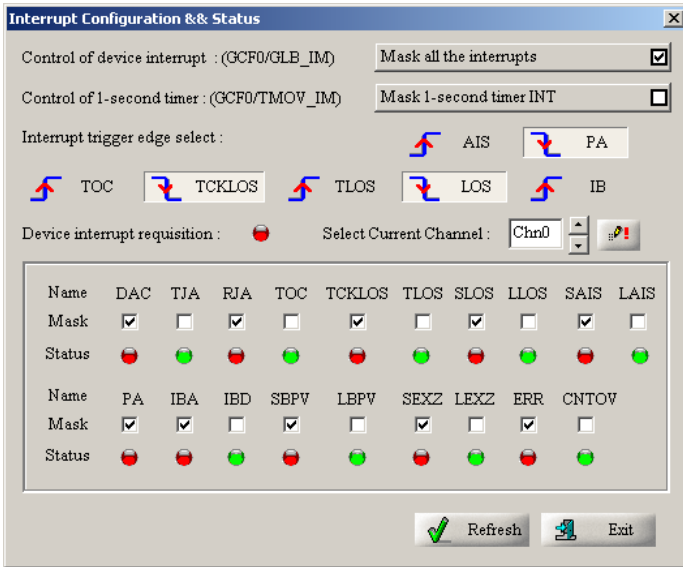 Interrupt Configuration && Status
Control of device interrupt : (GCF0/GLB_IM) Mask all the interrupts
Control of 1-second timer : (GCF0/TMOV_IM) Mask 1-second timer INT
Interrupt trigger edge select : AIS PA
TOC TCKLOS TLOS LOS IB
Device interrupt requisition : Select Current Channel : Chn0
Name DAC TJA RJA TOC TCKLOS TLOS SLOS LLOS SAIS LAIS
Mask
Status
Name PA IBA IBD SBPV LBPV SEXZ LEXZ ERR CNTOV
Mask
Status
Refresh Exit